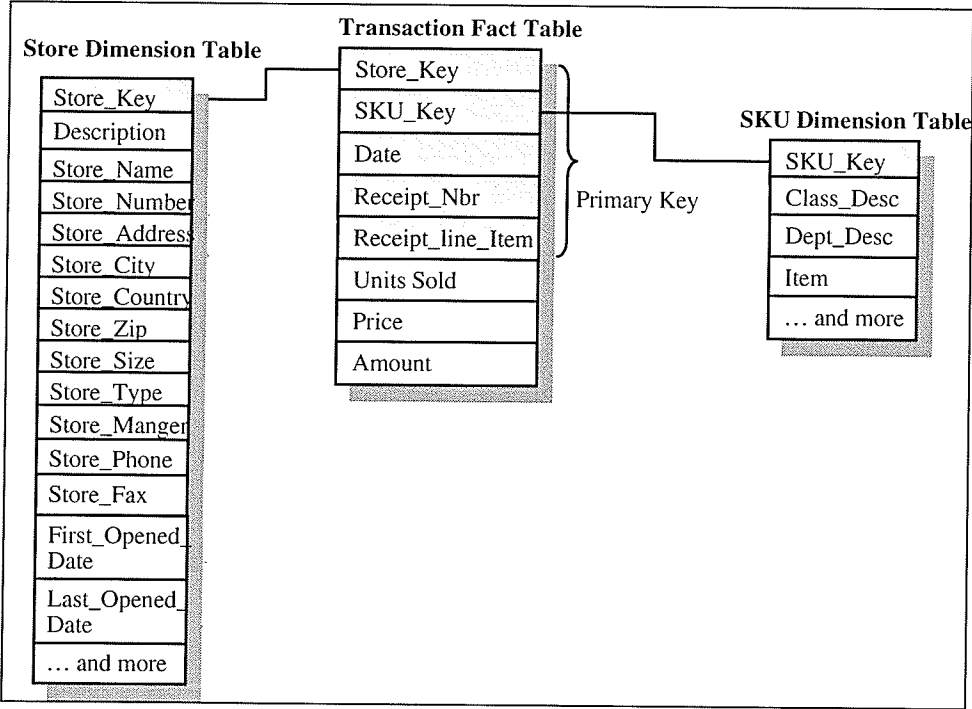 Store Dimension Table
Store_Key
Description
Store_Name
Store_Number
Store_Address
Store_City
Store_Country
Store_Zip
Store_Size
Store_Type
Store_Manger
Store_Phone
Store_Fax
First_Opened_
Date
Last_Opened_
Date
... and more
Transaction Fact Table
Store_Key
SKU_Key
Date
Receipt_Nbr
Receipt_line_Item
Units Sold
Price
Amount
Primary Key
SKU Dimension Table
SKU_Key
Class_Desc
Dept_Desc
Item
... and more